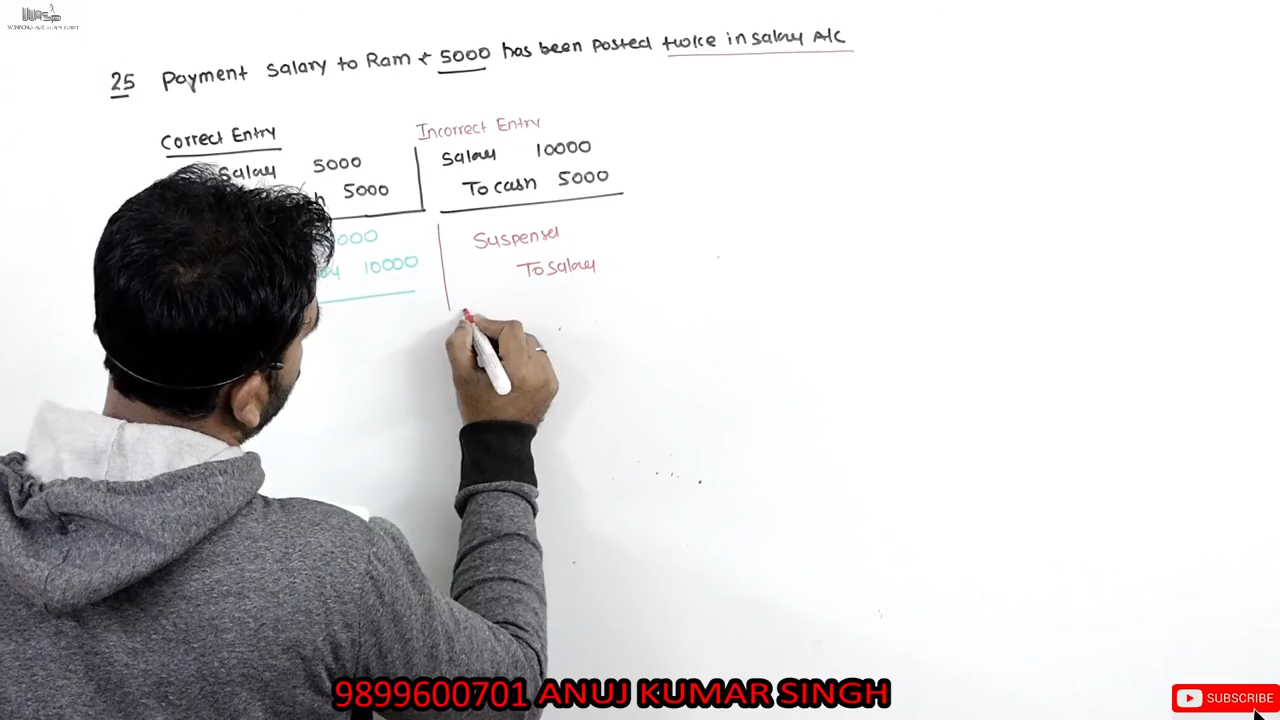 25 Payment salary to Ram ₹ 5000 has been posted twice in salary A/C
Correct Entry
Salary 5000
5000
Incorrect Entry
Salary 10000
To cash 5000
10000
Suspense
To salary
9899600701 ANUJ KUMAR SINGH
SUBSCRIBE